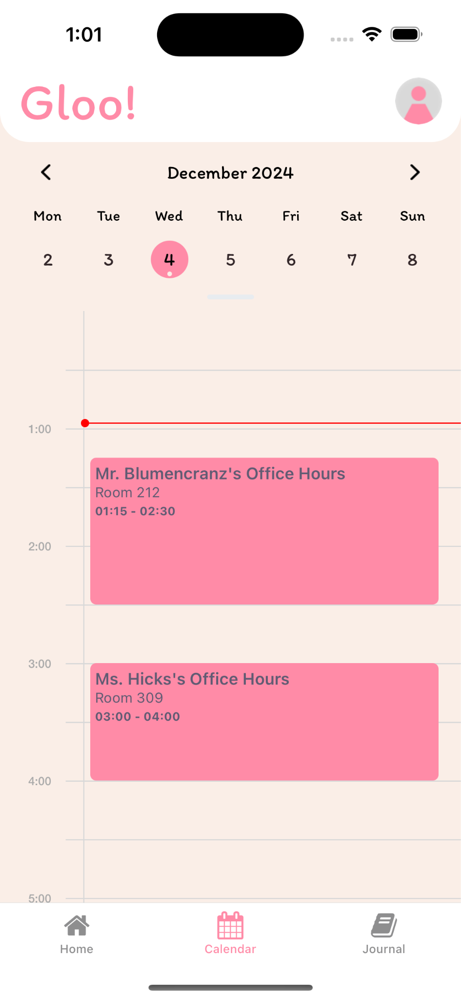 1:01
Gloo!
December 2024
Mon Tue Wed Thu Fri Sat Sun
2 3 4 5 6 7 8
1:00
Mr. Blumencranz's Office Hours
Room 212
01:15 - 02:30
2:00
3:00
Ms. Hicks's Office Hours
Room 309
03:00 - 04:00
4:00
5:00
Home Calendar Journal